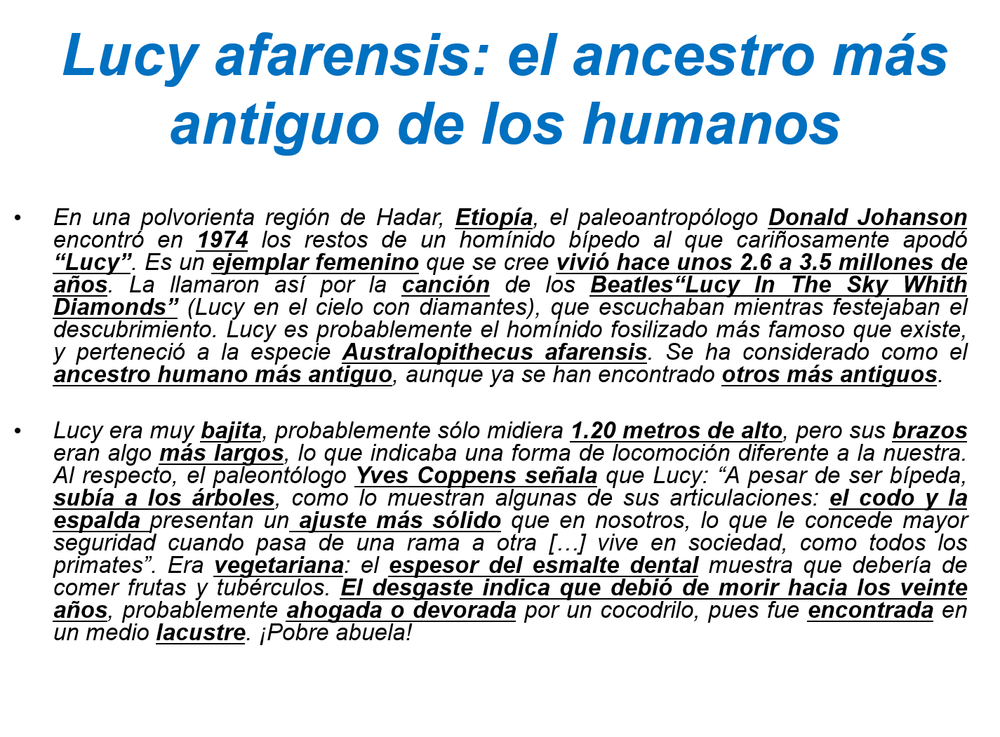 Lucy afarensis: el ancestro más
antiguo de los humanos
• En una polvorienta región de Hadar, Etiopía, el paleoantropólogo Donald Johanson
encontró en 1974 los restos de un homínido bípedo al que cariñosamente apodó
“Lucy”. Es un ejemplar femenino que se cree vivió hace unos 2.6 a 3.5 millones de
años. La llamaron así por la canción de los Beatles“Lucy In The Sky Whith
Diamonds” (Lucy en el cielo con diamantes), que escuchaban mientras festejaban el
descubrimiento. Lucy es probablemente el homínido fosilizado más famoso que existe,
y perteneció a la especie Australopithecus afarensis. Se ha considerado como el
ancestro humano más antiguo, aunque ya se han encontrado otros más antiguos.
• Lucy era muy bajita, probablemente sólo midiera 1.20 metros de alto, pero sus brazos
eran algo más largos, lo que indicaba una forma de locomoción diferente a la nuestra.
Al respecto, el paleontólogo Yves Coppens señala que Lucy: “A pesar de ser bípeda,
subía a los árboles, como lo muestran algunas de sus articulaciones: el codo y la
espalda presentan un ajuste más sólido que en nosotros, lo que le concede mayor
seguridad cuando pasa de una rama a otra […] vive en sociedad, como todos los
primates”. Era vegetariana: el espesor del esmalte dental muestra que debería de
comer frutas y tubérculos. El desgaste indica que debió de morir hacia los veinte
años, probablemente ahogada o devorada por un cocodrilo, pues fue encontrada en
un medio lacustre. ¡Pobre abuela!